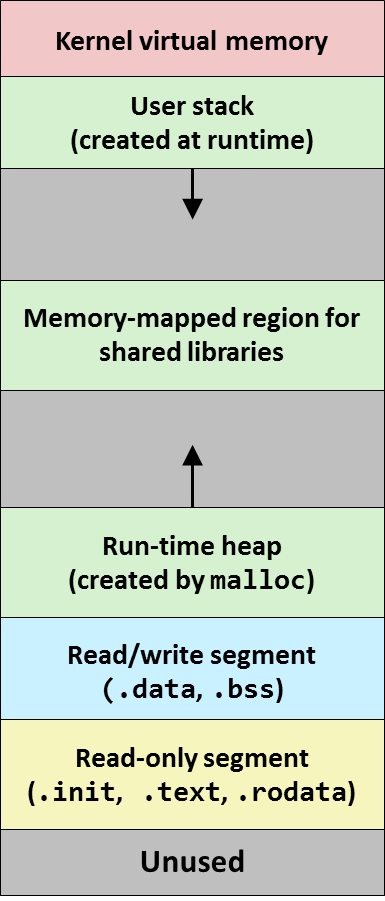 Kernel virtual memory
User stack
(created at runtime)
Memory-mapped region for
shared libraries
Run-time heap
(created by malloc)
Read/write segment
(.data, .bss)
Read-only segment
(.init, .text, .rodata)
Unused